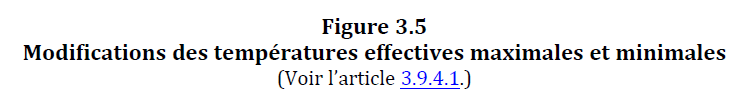 Figure 3.5
Modifications des températures effectives maximales et minimales
(Voir l’article 3.9.4.1.)